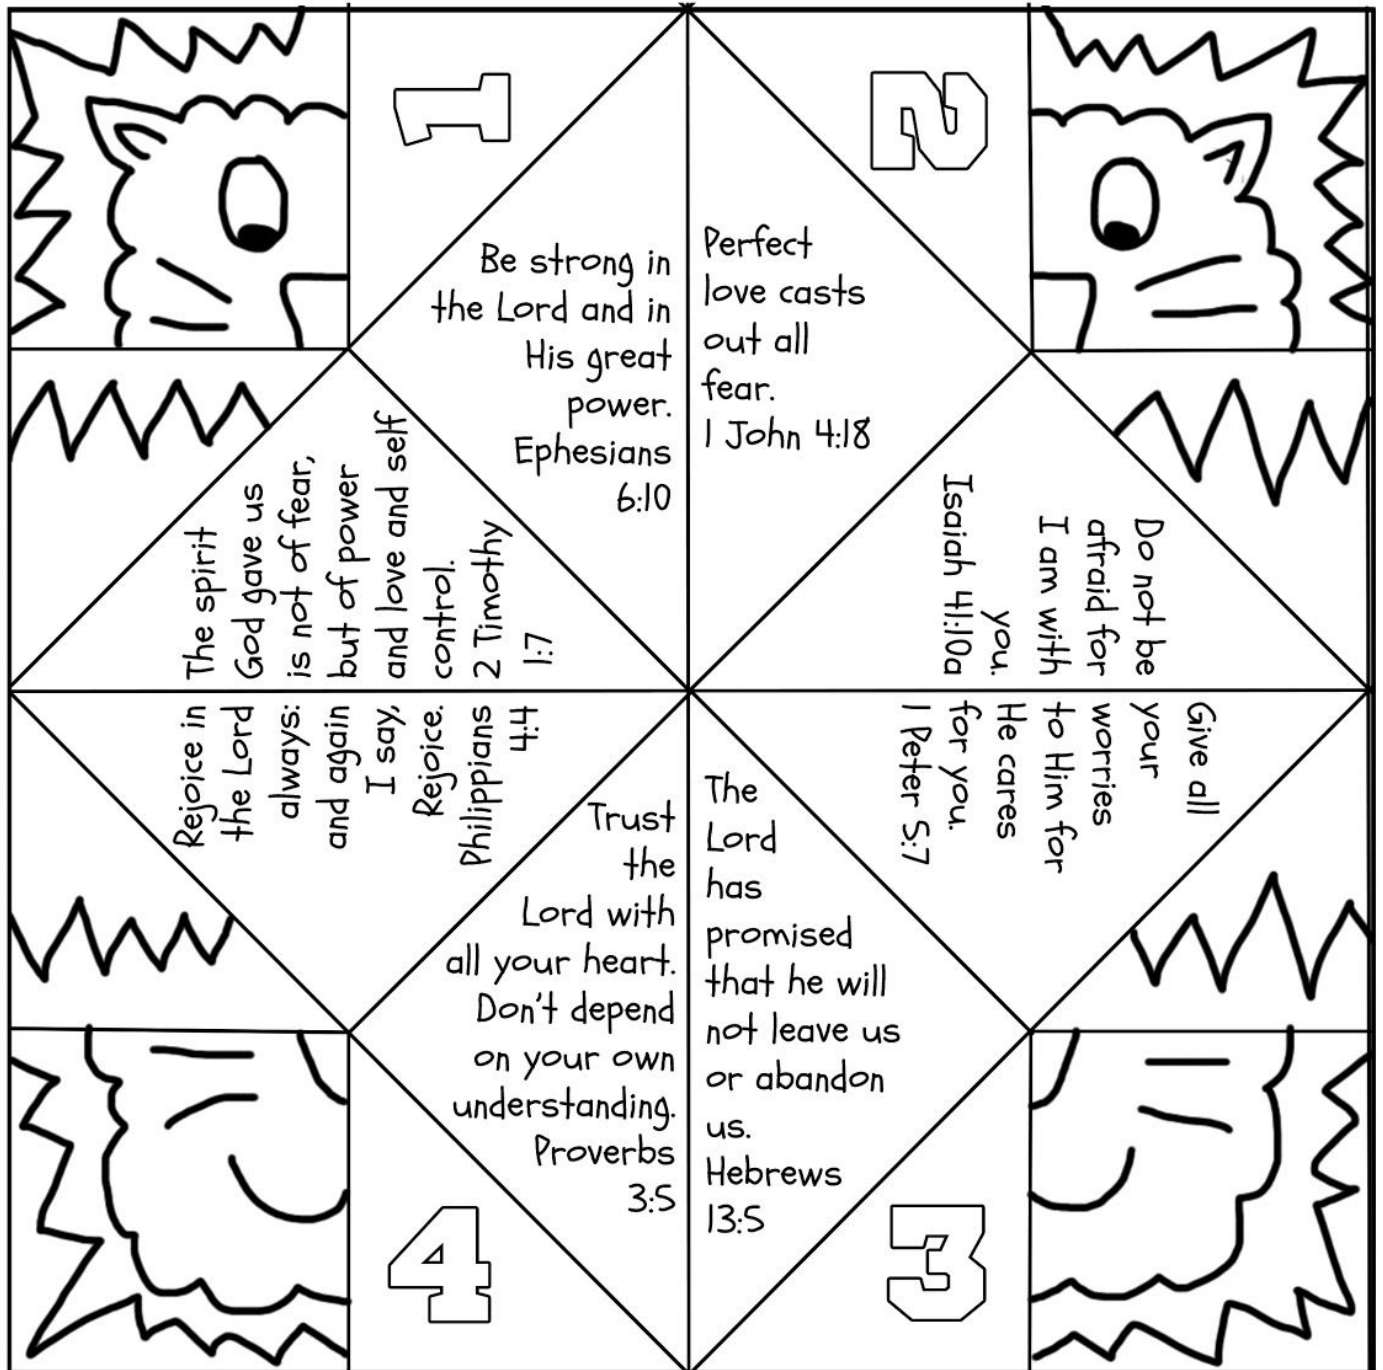 1
2
Be strong in
the Lord and in
His great
power.
Ephesians
6:10
Perfect
love casts
out all
fear.
1 John 4:18
The spirit
God gave us
is not of fear,
but of power
and love and self
control.
2 Timothy
1:7
Do not be
afraid for
I am with
you.
Isaiah 41:10a
Rejoice in
the Lord
always:
and again
I say,
Rejoice.
Philippians
4:4
Give all
your
worries
to Him for
He cares
for you.
1 Peter 5:7
Trust
the
Lord with
all your heart.
Don't depend
on your own
understanding.
Proverbs
3:5
The
Lord
has
promised
that he will
not leave us
or abandon
us.
Hebrews
13:5
4
3